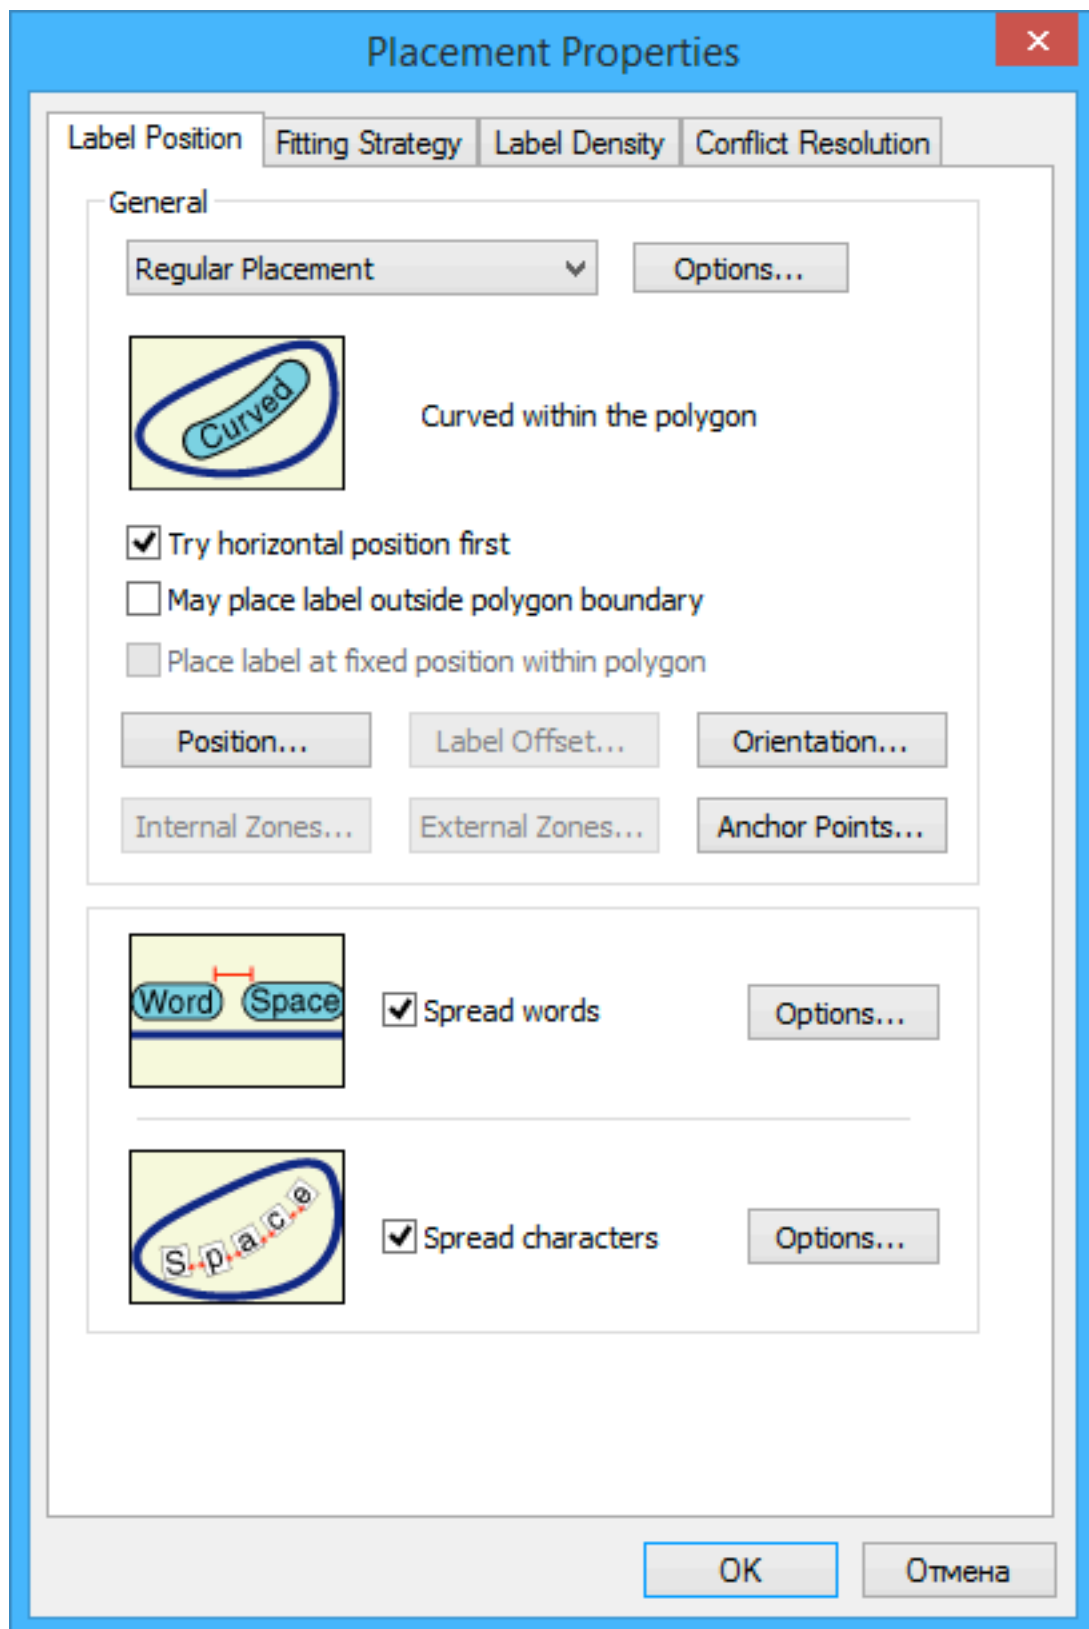 Placement Properties
Label Position Fitting Strategy Label Density Conflict Resolution
General
Regular Placement Options...
Curved
Curved within the polygon
Try horizontal position first
May place label outside polygon boundary
Place label at fixed position within polygon
Position... Label Offset... Orientation...
Internal Zones... External Zones... Anchor Points...
Word Space
Spread words Options...
Space
Spread characters Options...
OK Отмена